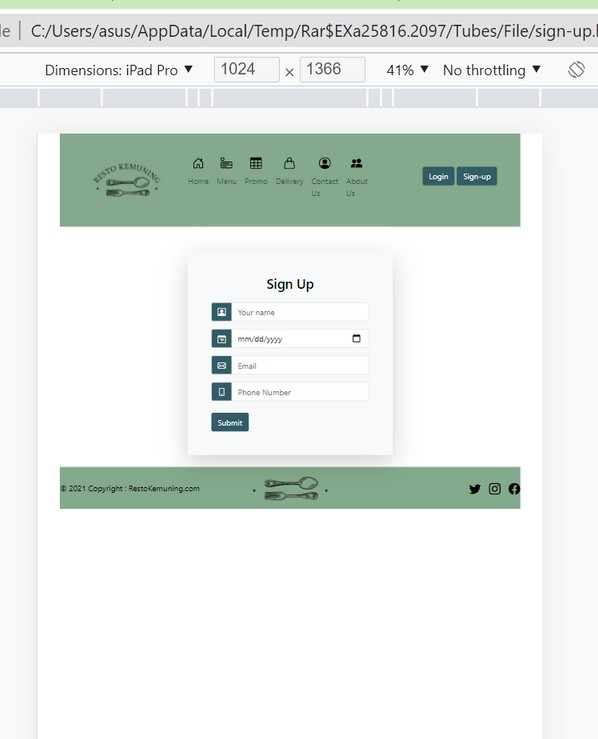 C:/Users/asus/AppData/Local/Temp/Rar$EXa25816.2097/Tubes/File/sign-up.
Dimensions: iPad Pro ▼ 1024 × 1366 41% ▼ No throttling ▼
RESTO KEMUNING
Home Menu Promo Delivery Contact Us About Us
Login Sign-up
Sign Up
Your name
mm/dd/yyyy
Email
Phone Number
Submit
© 2021 Copyright : RestoKemuning.com